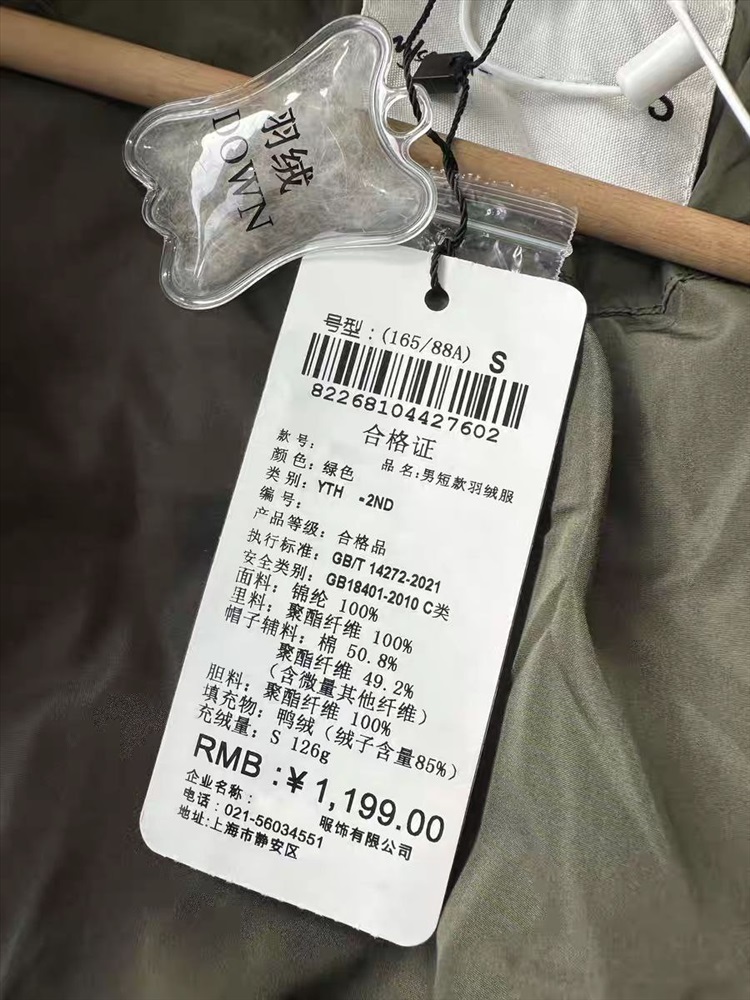 羽绒
DOWN
S
号型：(165/88A) S
82268104427602
合格证
款号：
品名：男短款羽绒服
颜色：绿色
类别：YTH -2ND
编号：
产品等级：合格品
执行标准：GB/T 14272-2021
安全类别：GB18401-2010 C类
面料：锦纶 100%
里料：聚酯纤维 100%
帽子辅料：棉 50.8%
聚酯纤维 49.2%
（含微量其他纤维）
胆料：聚酯纤维 100%
填充物：鸭绒（绒子含量85%）
充绒量：S 126g
RMB：¥1,199.00
企业名称： 服饰有限公司
电话：021-56034551
地址:上海市静安区